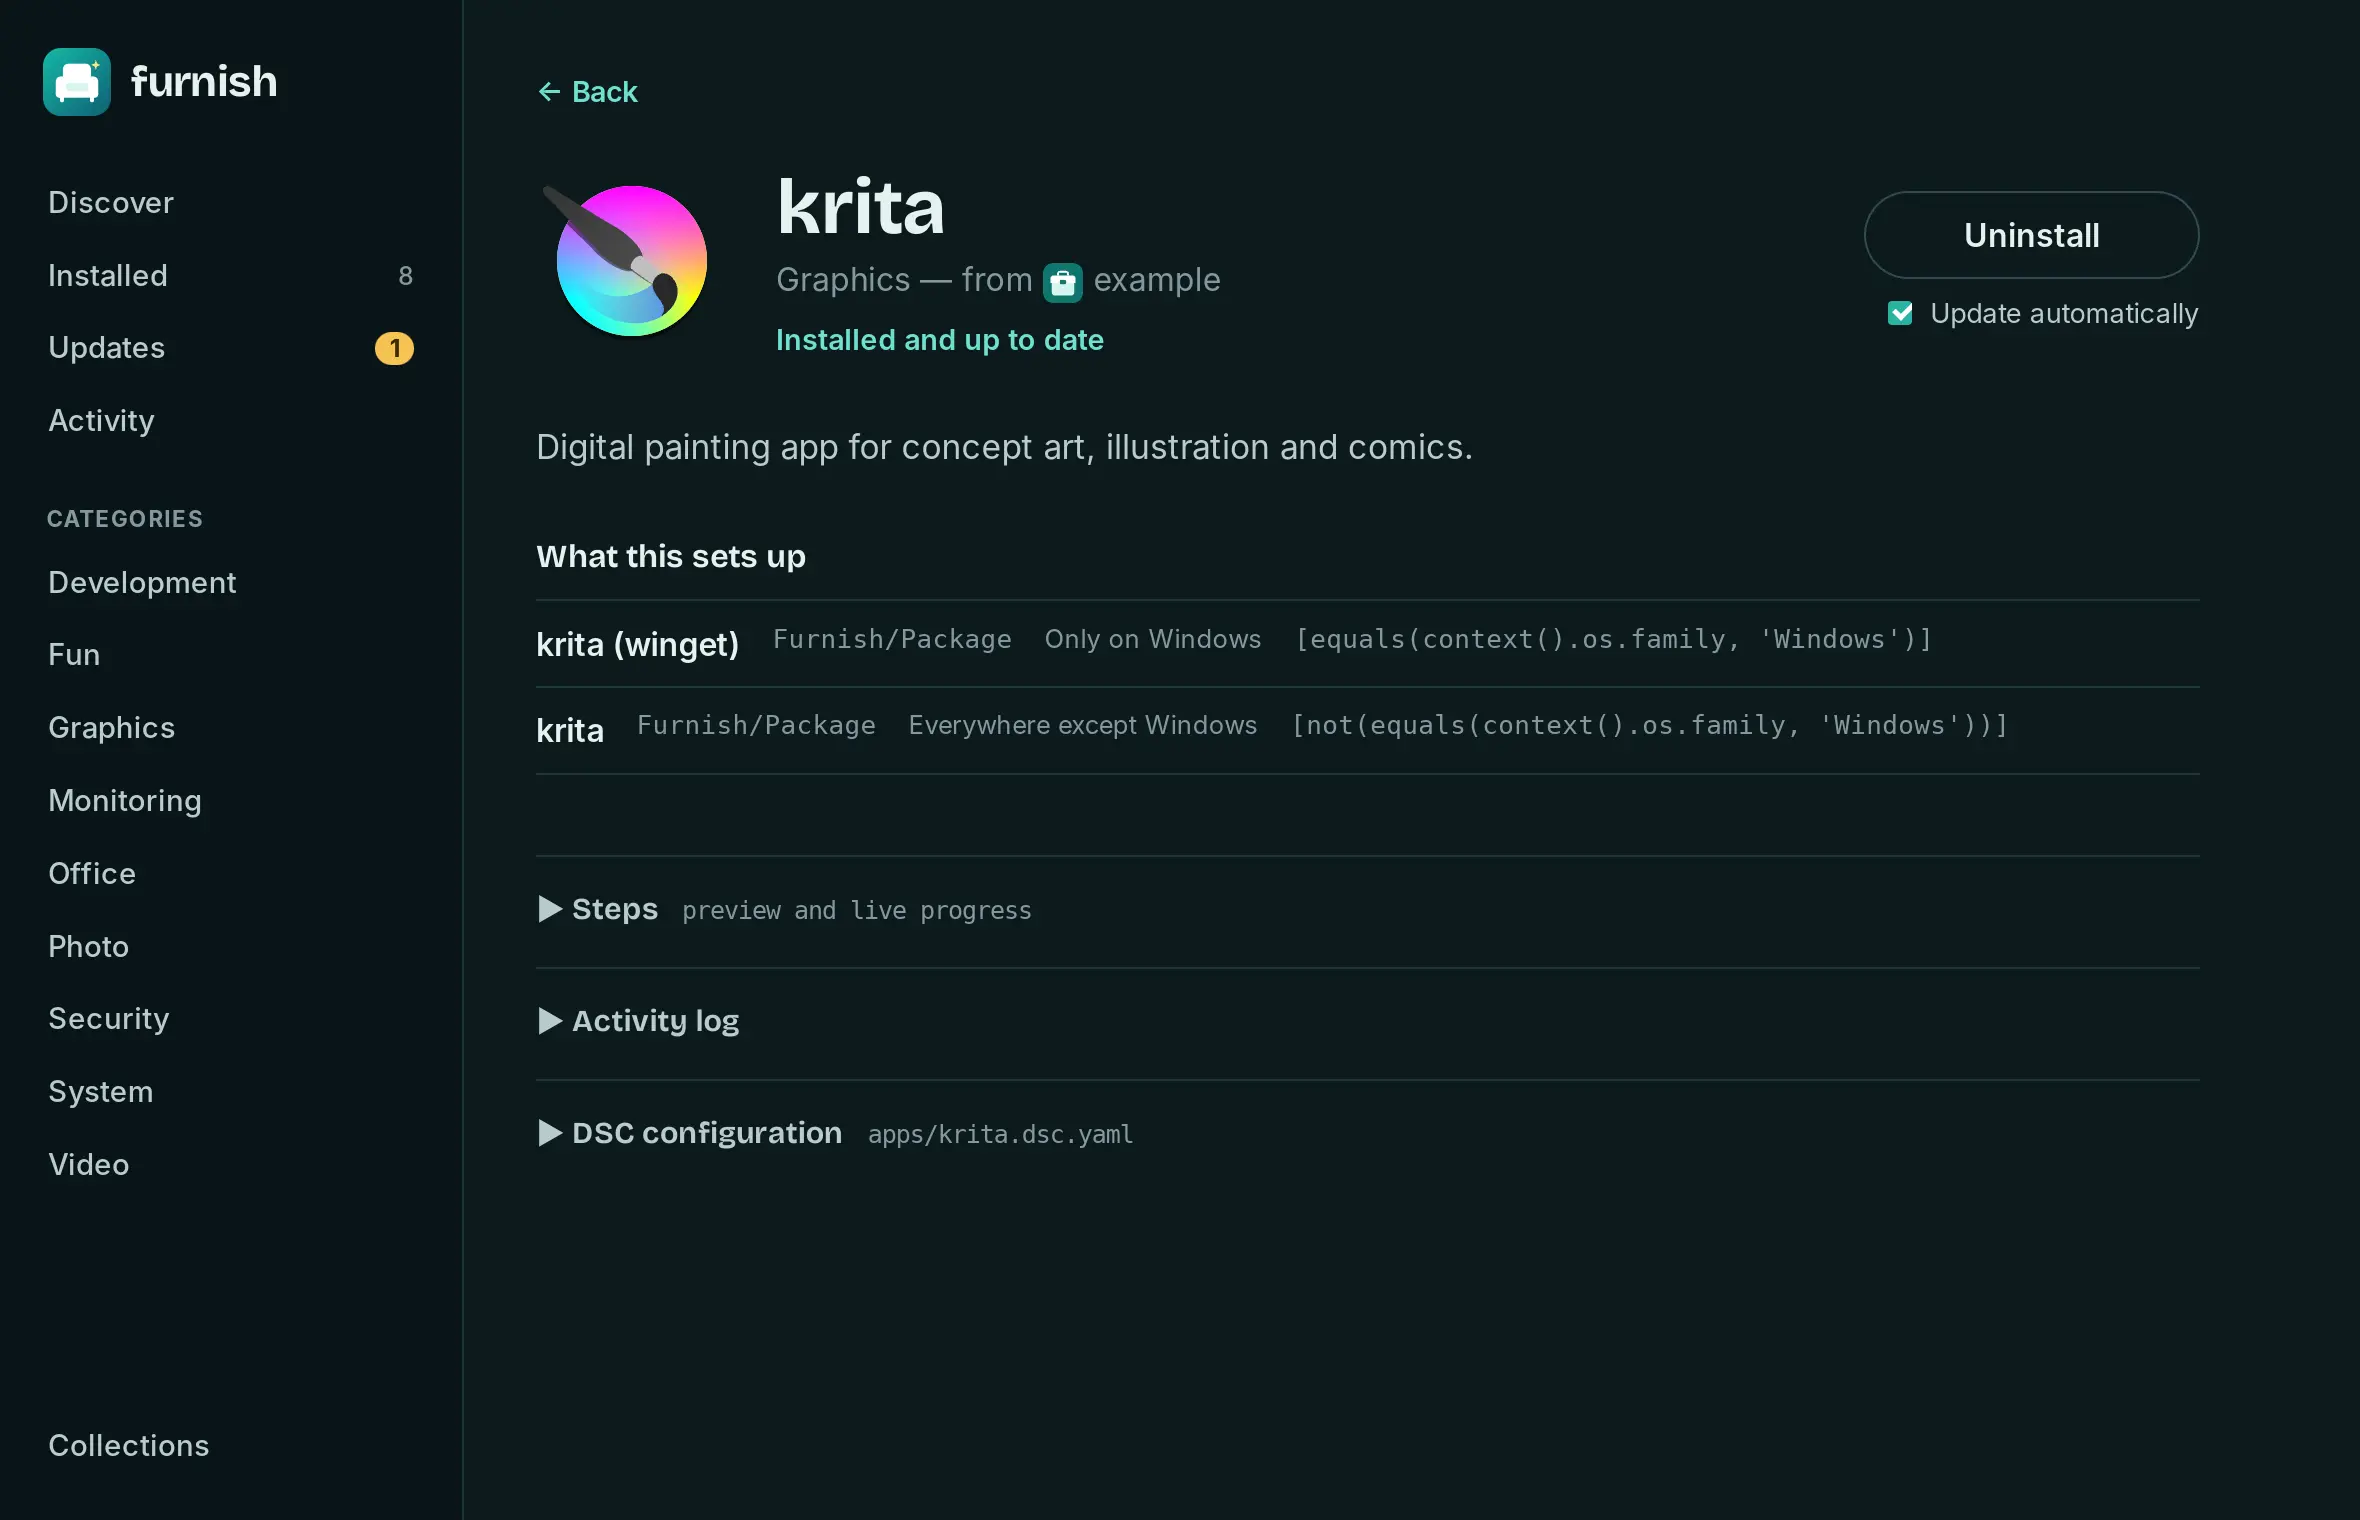 furnish
Discover
Installed 8
Updates 1
Activity
CATEGORIES
Development
Fun
Graphics
Monitoring
Office
Photo
Security
System
Video
Collections
← Back
krita
Graphics — from example
Installed and up to date
Uninstall
Update automatically
Digital painting app for concept art, illustration and comics.
What this sets up
krita (winget) Furnish/Package Only on Windows [equals(context().os.family, 'Windows')]
krita Furnish/Package Everywhere except Windows [not(equals(context().os.family, 'Windows'))]
▶ Steps preview and live progress
▶ Activity log
▶ DSC configuration apps/krita.dsc.yaml